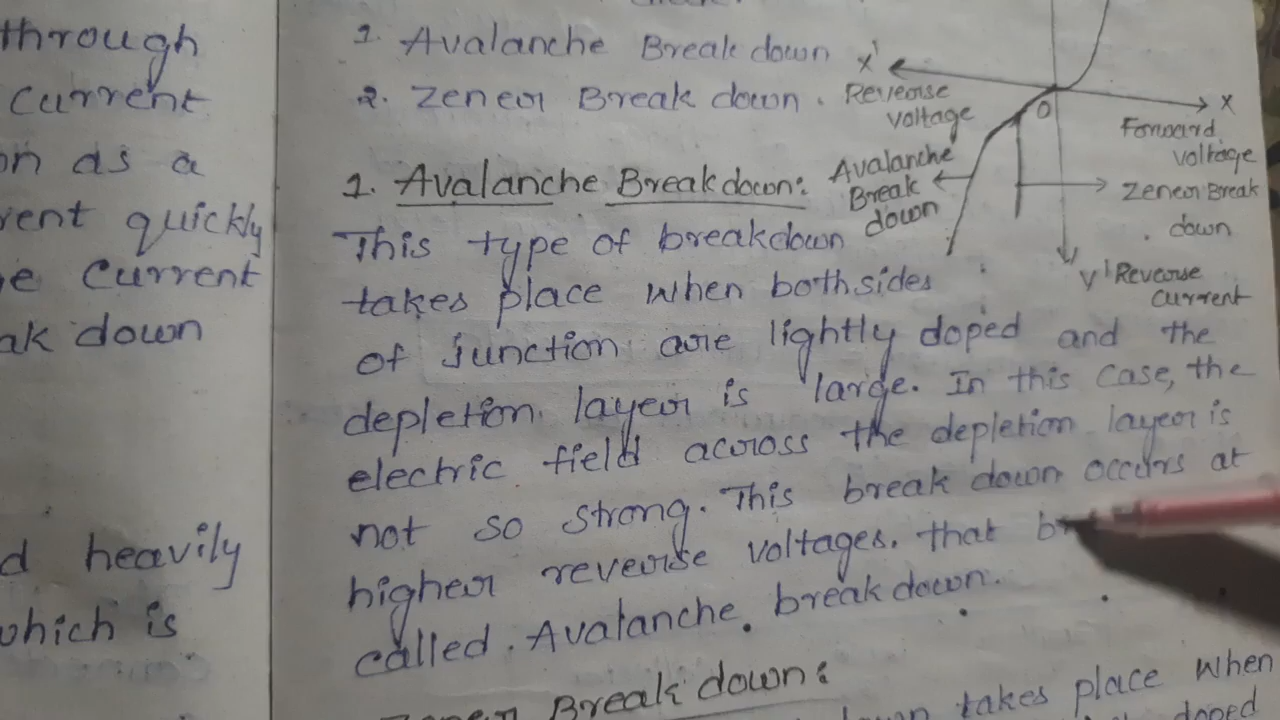 through
current
on as a
rent quickly
e current
ak down
d heavily
which is
1. Avalanche Break down
2. Zener Break down.
X'
Reverse
voltage
O
X
Forward
voltage
Avalanche
Break
down
Zener Break
down
Y' Reverse
current
1. Avalanche Breakdown:
This type of breakdown
takes place when both sides
of junction are lightly doped and the
depletion layer is large. In this case, the
electric field across the depletion layer is
not so strong. This break down occurs at
higher reverse voltages. that b
called. Avalanche break down.
Zener Break down:
takes place when
doped